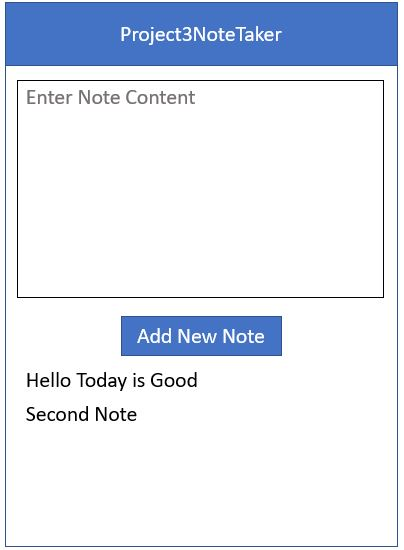 Project3NoteTaker
Enter Note Content
Add New Note
Hello Today is Good
Second Note